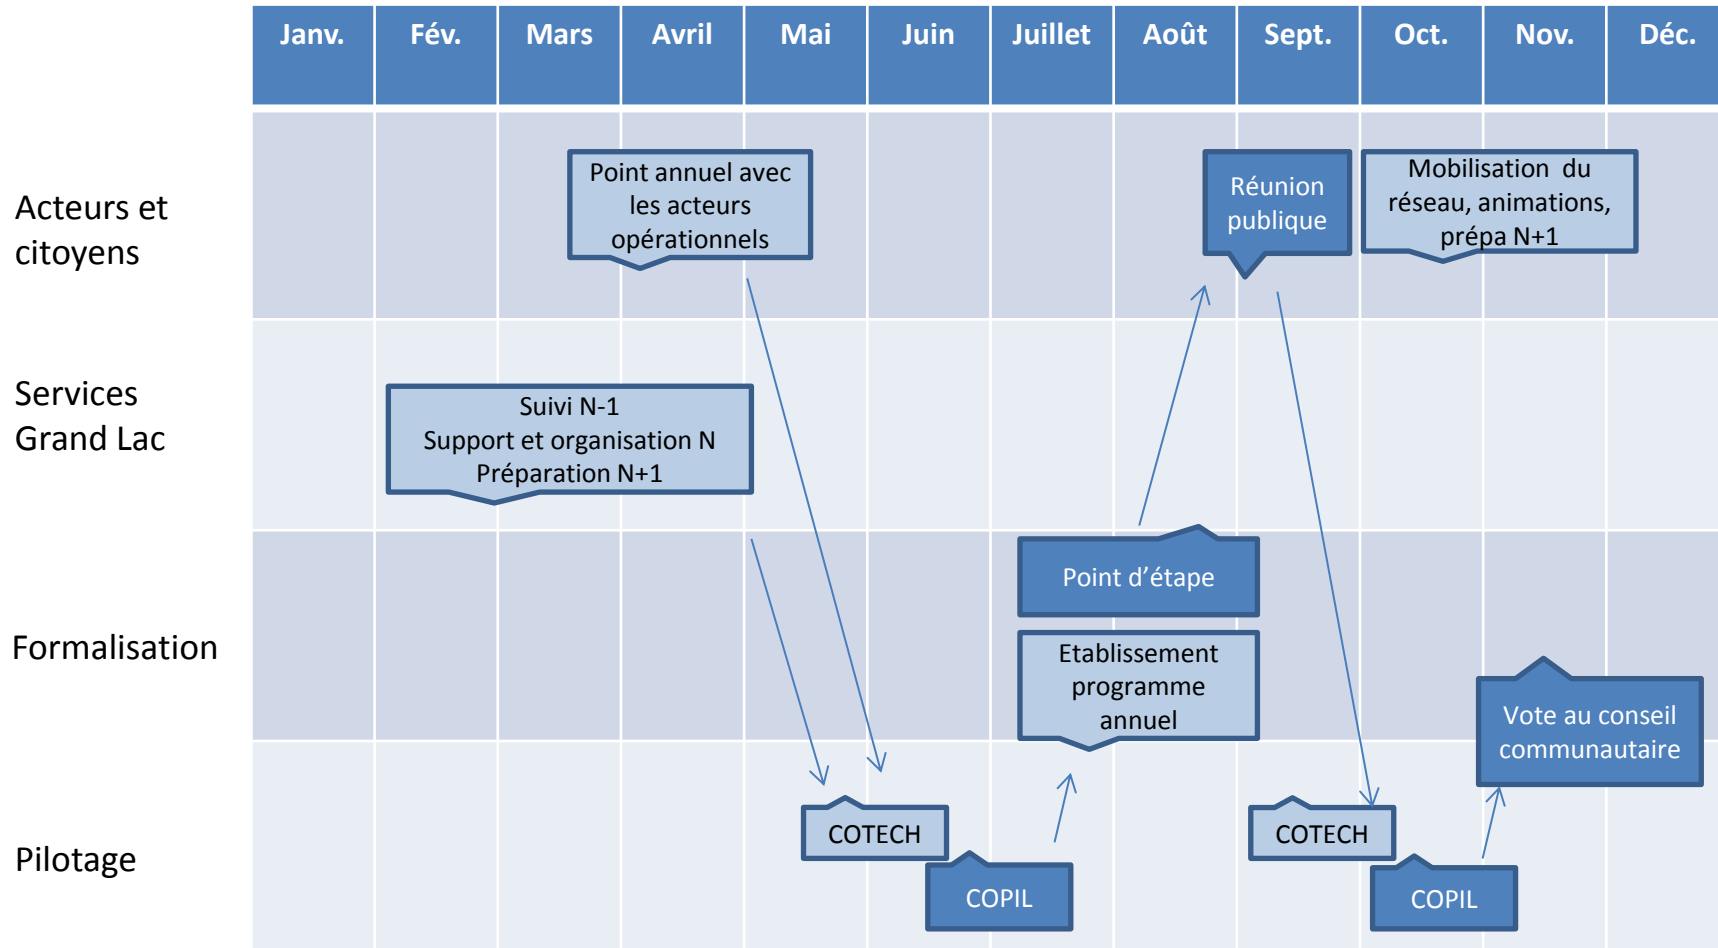 Janv.
Fév.
Mars
Avril
Mai
Juin
Juillet
Août
Sept.
Oct.
Nov.
Déc.
Acteurs et
citoyens
Point annuel avec
les acteurs
opérationnels
Réunion
publique
Mobilisation du
réseau, animations,
prépa N+1
Services
Grand Lac
Suivi N-1
Support et organisation N
Préparation N+1
Formalisation
Point d’étape
Etablissement
programme
annuel
Vote au conseil
communautaire
Pilotage
COTECH
COPIL
COTECH
COPIL